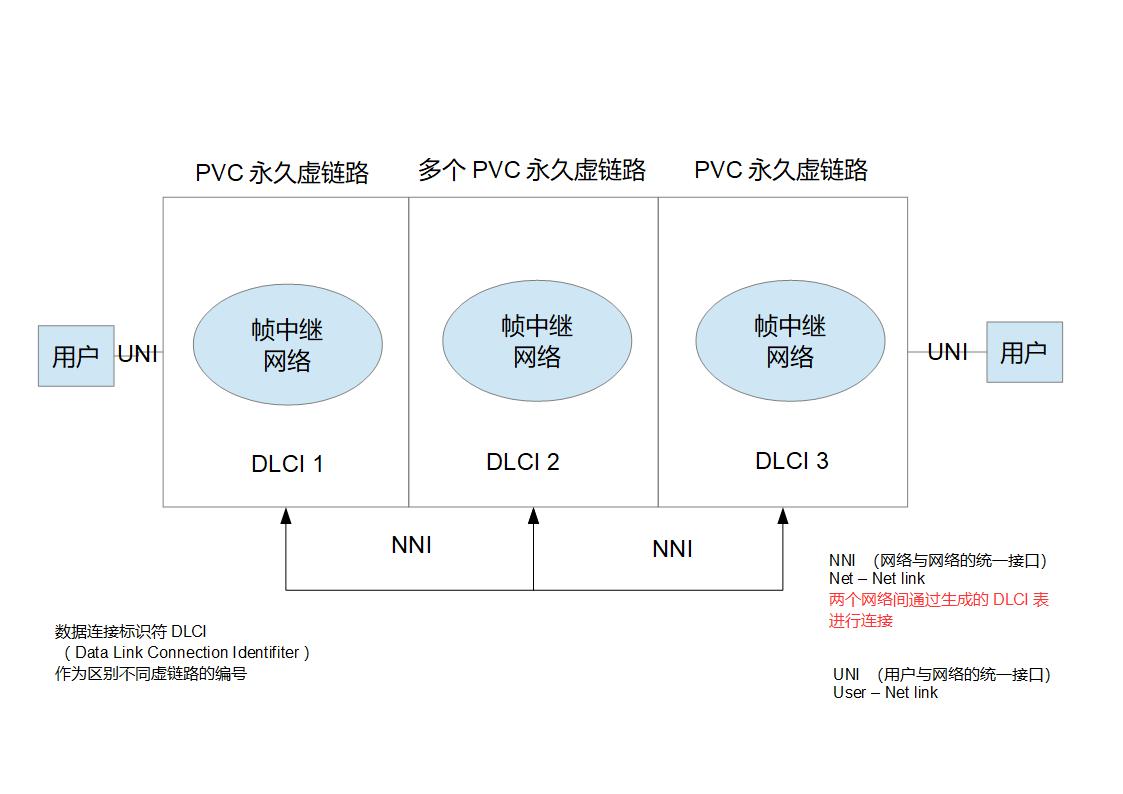 PVC 永久虚链路
多个 PVC 永久虚链路
PVC 永久虚链路
用户
UNI
帧中继
网络
帧中继
网络
帧中继
网络
UNI
用户
DLCI 1
DLCI 2
DLCI 3
NNI
NNI
NNI （网络与网络的统一接口）
Net – Net link
两个网络间通过生成的 DLCI 表
进行连接
数据连接标识符 DLCI
（ Data Link Connection Identifiter ）
作为区别不同虚链路的编号
UNI （用户与网络的统一接口）
User – Net link